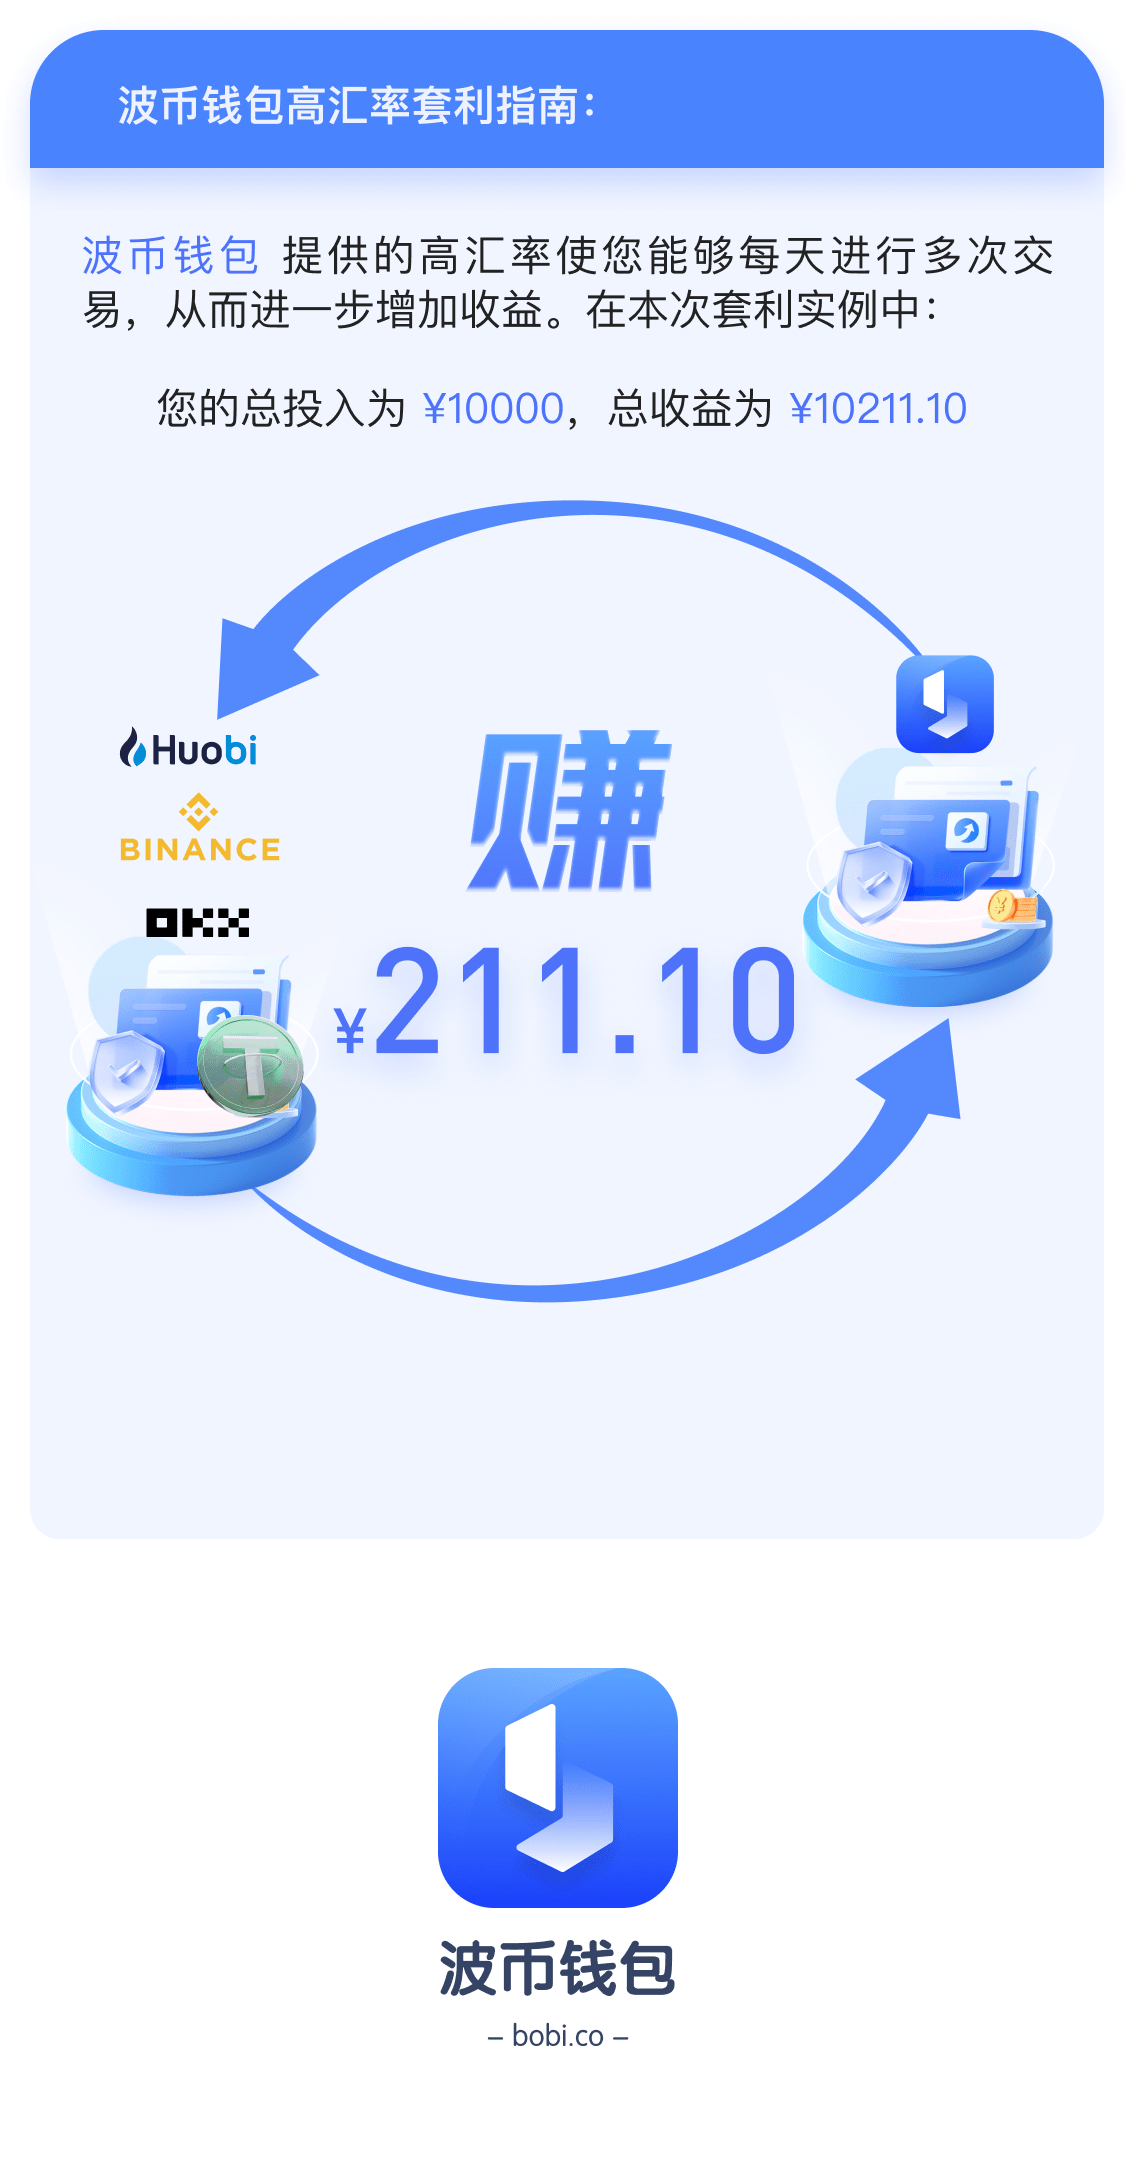 波币钱包高汇率套利指南：
波币钱包 提供的高汇率使您能够每天进行多次交
易，从而进一步增加收益。在本次套利实例中：
您的总投入为 ¥10000，总收益为 ¥10211.10
Huobi
BINANCE
OKX
赚
¥211.10
波币钱包
– bobi.co –